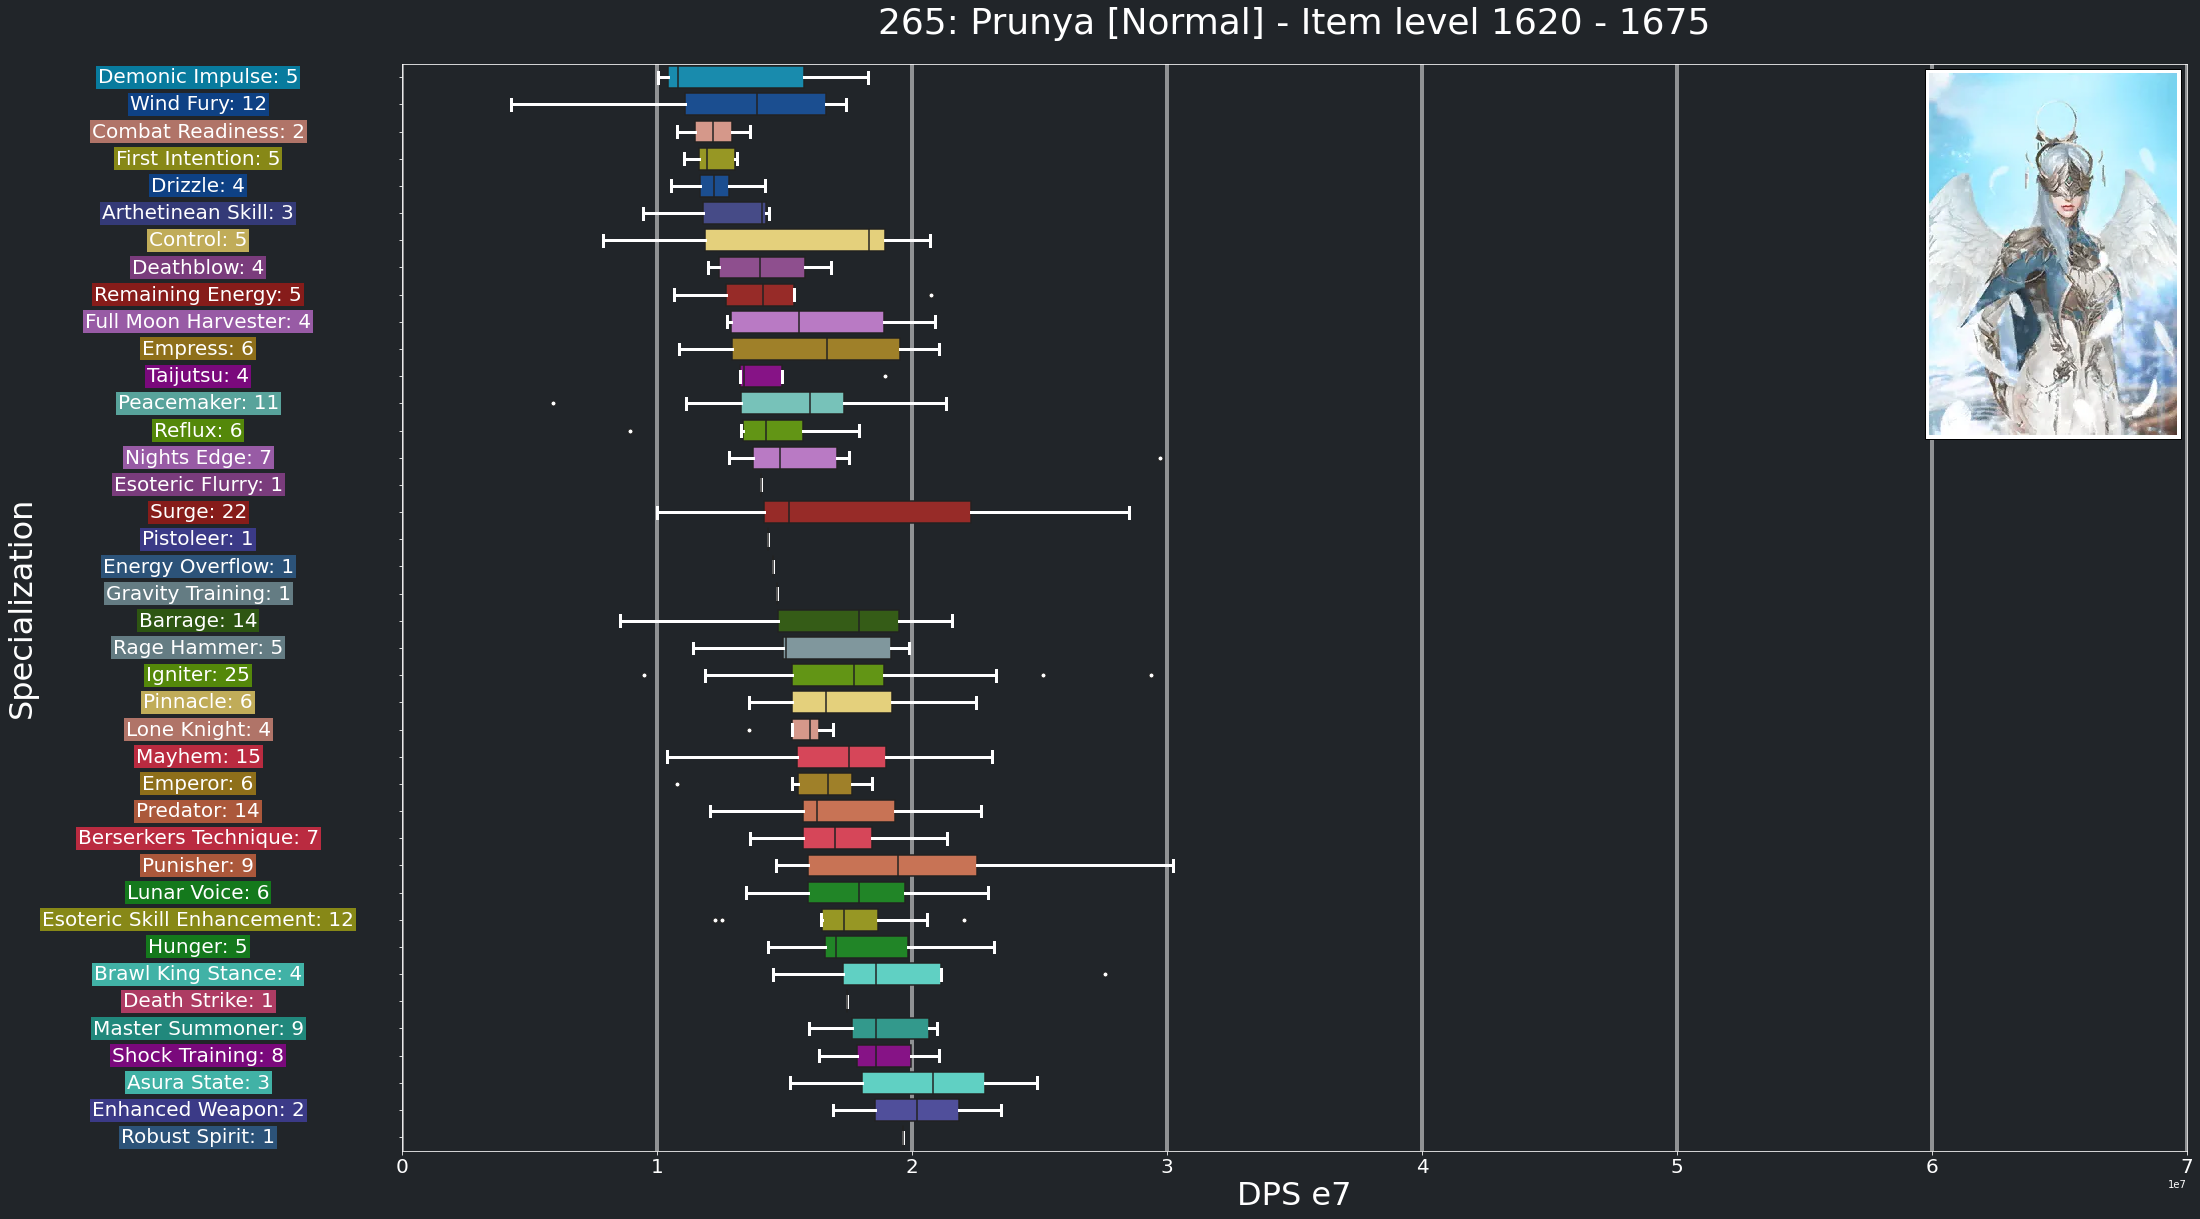 265: Prunya [Normal] - Item level 1620 - 1675
Specialization
Demonic Impulse: 5
Wind Fury: 12
Combat Readiness: 2
First Intention: 5
Drizzle: 4
Arthetinean Skill: 3
Control: 5
Deathblow: 4
Remaining Energy: 5
Full Moon Harvester: 4
Empress: 6
Taijutsu: 4
Peacemaker: 11
Reflux: 6
Nights Edge: 7
Esoteric Flurry: 1
Surge: 22
Pistoleer: 1
Energy Overflow: 1
Gravity Training: 1
Barrage: 14
Rage Hammer: 5
Igniter: 25
Pinnacle: 6
Lone Knight: 4
Mayhem: 15
Emperor: 6
Predator: 14
Berserkers Technique: 7
Punisher: 9
Lunar Voice: 6
Esoteric Skill Enhancement: 12
Hunger: 5
Brawl King Stance: 4
Death Strike: 1
Master Summoner: 9
Shock Training: 8
Asura State: 3
Enhanced Weapon: 2
Robust Spirit: 1
0 1 2 3 4 5 6 7
1e7
DPS e7